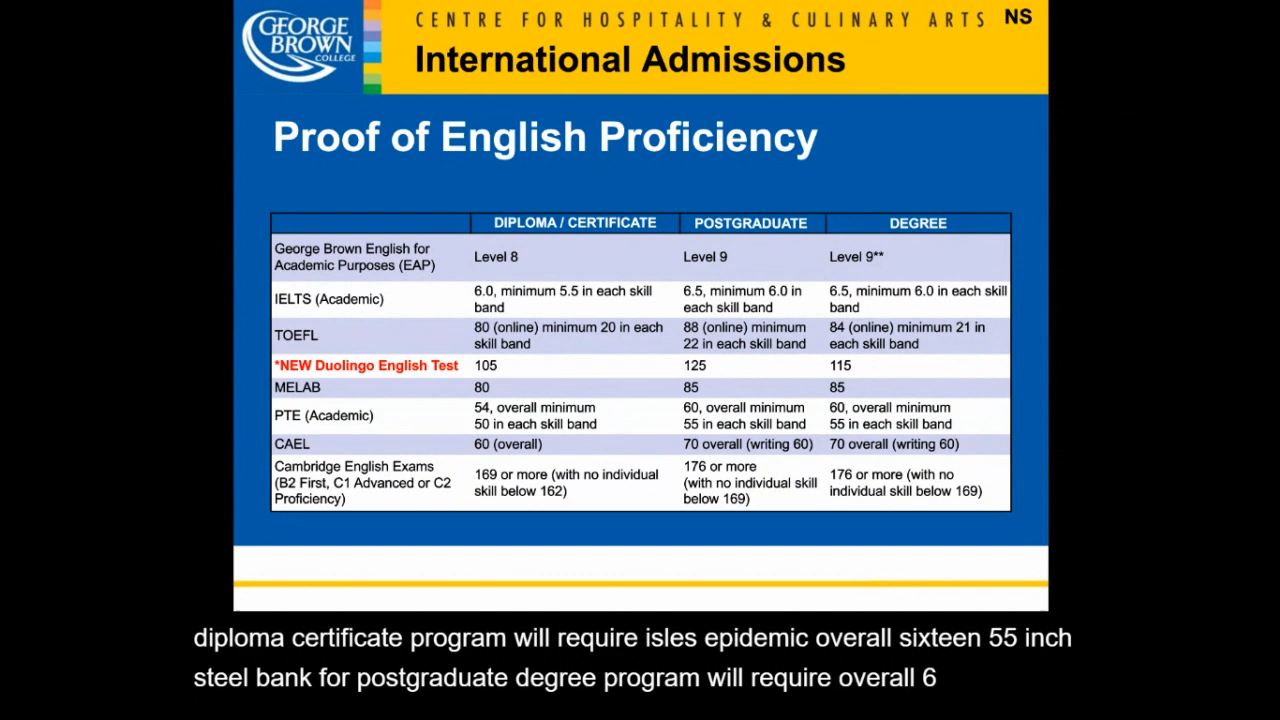 GEORGE
BROWN
COLLEGE
CENTRE FOR HOSPITALITY & CULINARY ARTS NS
International Admissions
Proof of English Proficiency
DIPLOMA / CERTIFICATE POSTGRADUATE DEGREE
George Brown English for
Academic Purposes (EAP)
Level 8
Level 9
Level 9**
IELTS (Academic)
6.0, minimum 5.5 in each skill
band
6.5, minimum 6.0 in
each skill band
6.5, minimum 6.0 in each skill
band
TOEFL
80 (online) minimum 20 in each
skill band
88 (online) minimum
22 in each skill band
84 (online) minimum 21 in
each skill band
*NEW Duolingo English Test 105 125 115
MELAB 80 85 85
PTE (Academic)
54, overall minimum
50 in each skill band
60, overall minimum
55 in each skill band
60, overall minimum
55 in each skill band
CAEL 60 (overall) 70 overall (writing 60) 70 overall (writing 60)
Cambridge English Exams
(B2 First, C1 Advanced or C2
Proficiency)
169 or more (with no individual
skill below 162)
176 or more
(with no individual skill
below 169)
176 or more (with no
individual skill below 169)
diploma certificate program will require isles epidemic overall sixteen 55 inch
steel bank for postgraduate degree program will require overall 6